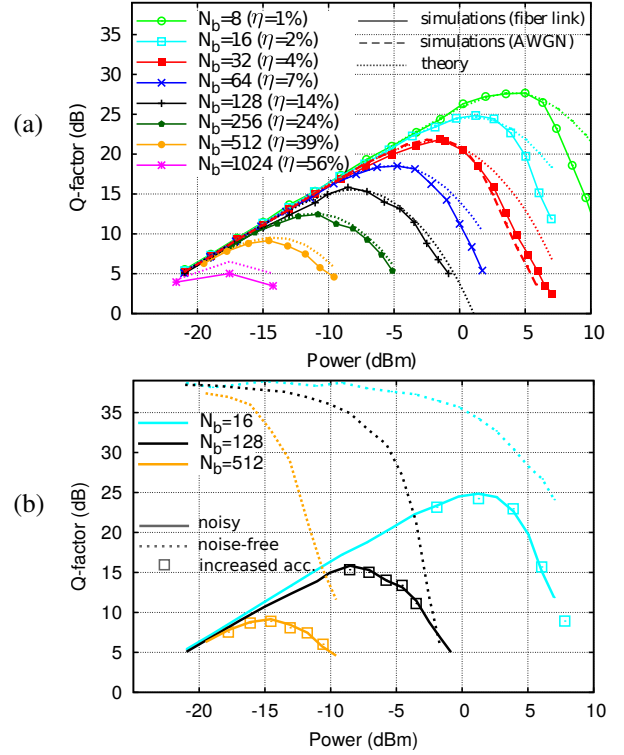 (a)
Q-factor (dB)
35
30
25
20
15
10
5
0
N_b=8 (η=1%)
N_b=16 (η=2%)
N_b=32 (η=4%)
N_b=64 (η=7%)
N_b=128 (η=14%)
N_b=256 (η=24%)
N_b=512 (η=39%)
N_b=1024 (η=56%)
simulations (fiber link)
simulations (AWGN)
theory
-20 -15 -10 -5 0 5 10
Power (dBm)
(b)
Q-factor (dB)
35
30
25
20
15
10
5
0
N_b=16
N_b=128
N_b=512
noisy
noise-free
increased acc.
-20 -15 -10 -5 0 5 10
Power (dBm)